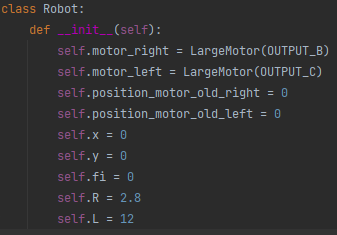 class Robot:
    def __init__(self):
        self.motor_right = LargeMotor(OUTPUT_B)
        self.motor_left = LargeMotor(OUTPUT_C)
        self.position_motor_old_right = 0
        self.position_motor_old_left = 0
        self.x = 0
        self.y = 0
        self.fi = 0
        self.R = 2.8
        self.L = 12